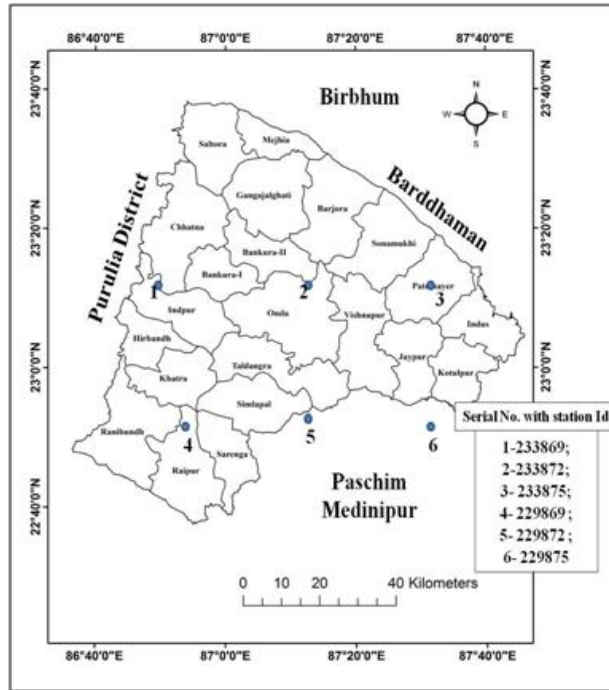 86°40'0"E 87°0'0"E 87°20'0"E 87°40'0"E
23°40'0"N
23°40'0"N
Birbhum
N
W E
S
Mejhia
Saltora
Barddhaman
Gangajalghati
Purulia District
Barjora
23°20'0"N
23°20'0"N
Chhatna
Sonamukhi
Bankura-II
Bankura-I
1
2
3
Indpur
Onda
Vishnupur
Indus
Hirbandh
Jaypur
Taldangra
Kotulpur
23°0'0"N
23°0'0"N
Khatra
Simlapal
Serial No. with station Id
Ranibandh
4
5
6
Sarenga
Raipur
1-233869;
2-233872;
3- 233875;
4- 229869;
5- 229872;
6- 229875
Paschim
Medinipur
22°40'0"N
0 10 20 40 Kilometers
86°40'0"E 87°0'0"E 87°20'0"E 87°40'0"E